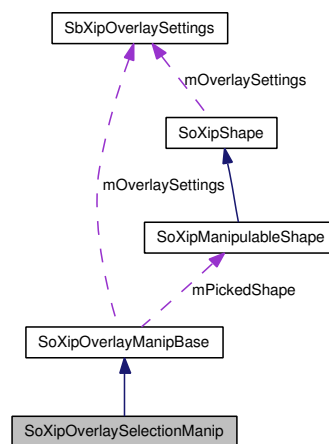 SbXipOverlaySettings
mOverlaySettings
SoXipShape
mOverlaySettings
SoXipManipulableShape
mPickedShape
SoXipOverlayManipBase
SoXipOverlaySelectionManip